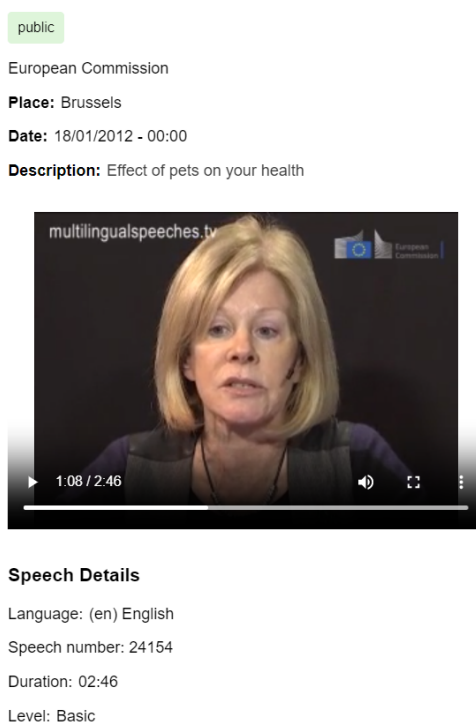 public
European Commission
Place: Brussels
Date: 18/01/2012 - 00:00
Description: Effect of pets on your health
multilingualspeeches.tv
European
Commission
1:08 / 2:46
Speech Details
Language: (en) English
Speech number: 24154
Duration: 02:46
Level: Basic